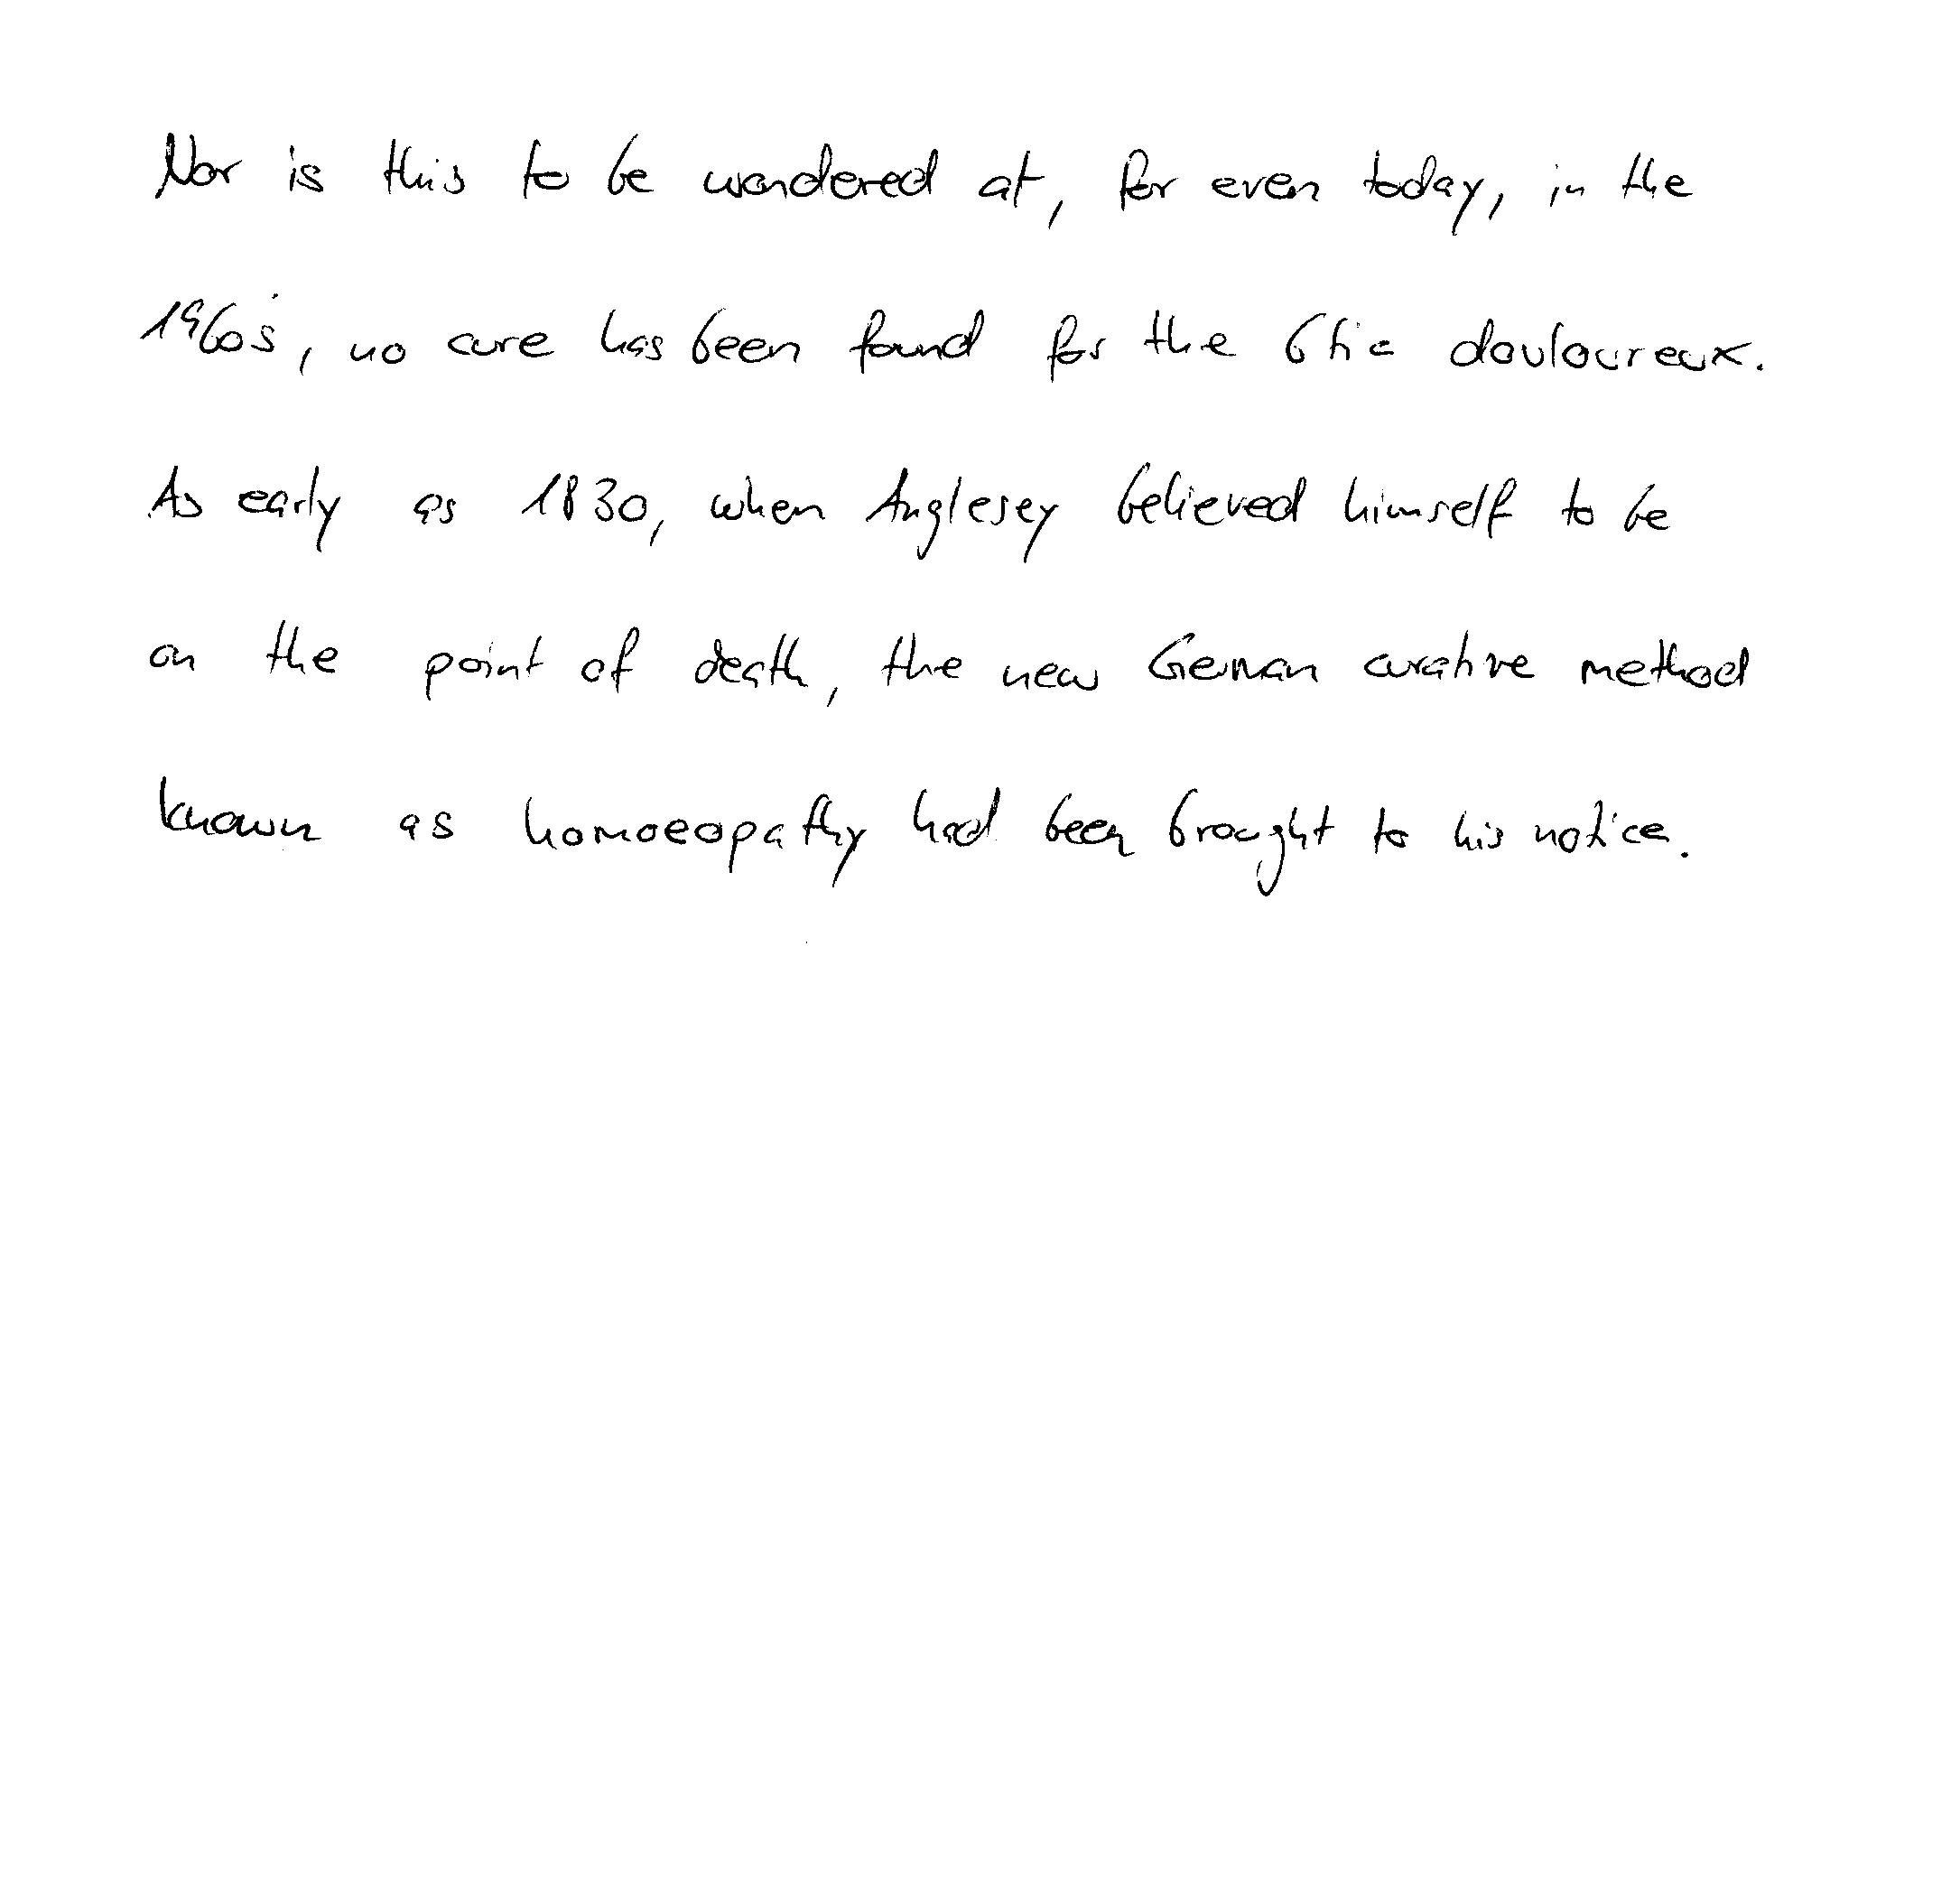 Nor is this to be wondered at, for even today, in the
1960's, no care has been found for the 6tic douloureux.
As early as 1830, when Anglesey believed himself to be
on the point of death, the new German curative method
known as homoeopathy had been brought to his notice.